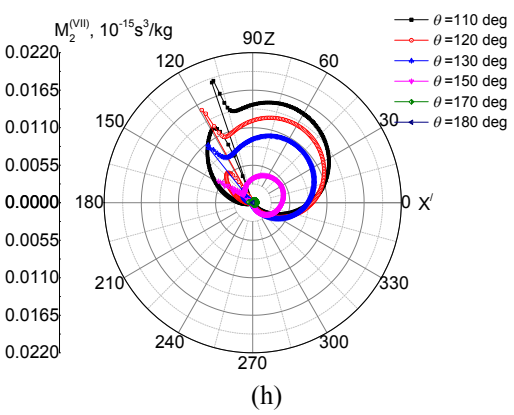 M₂⁽ⱽᴵᴵ⁾, 10⁻¹⁵s³/kg
θ=110 deg
θ=120 deg
θ=130 deg
θ=150 deg
θ=170 deg
θ=180 deg
0.0220
0.0165
0.0110
0.0055
0.0000
0.0055
0.0110
0.0165
0.0220
90 Z
120
60
150
30
180
0 X/
210
330
240
300
270
(h)